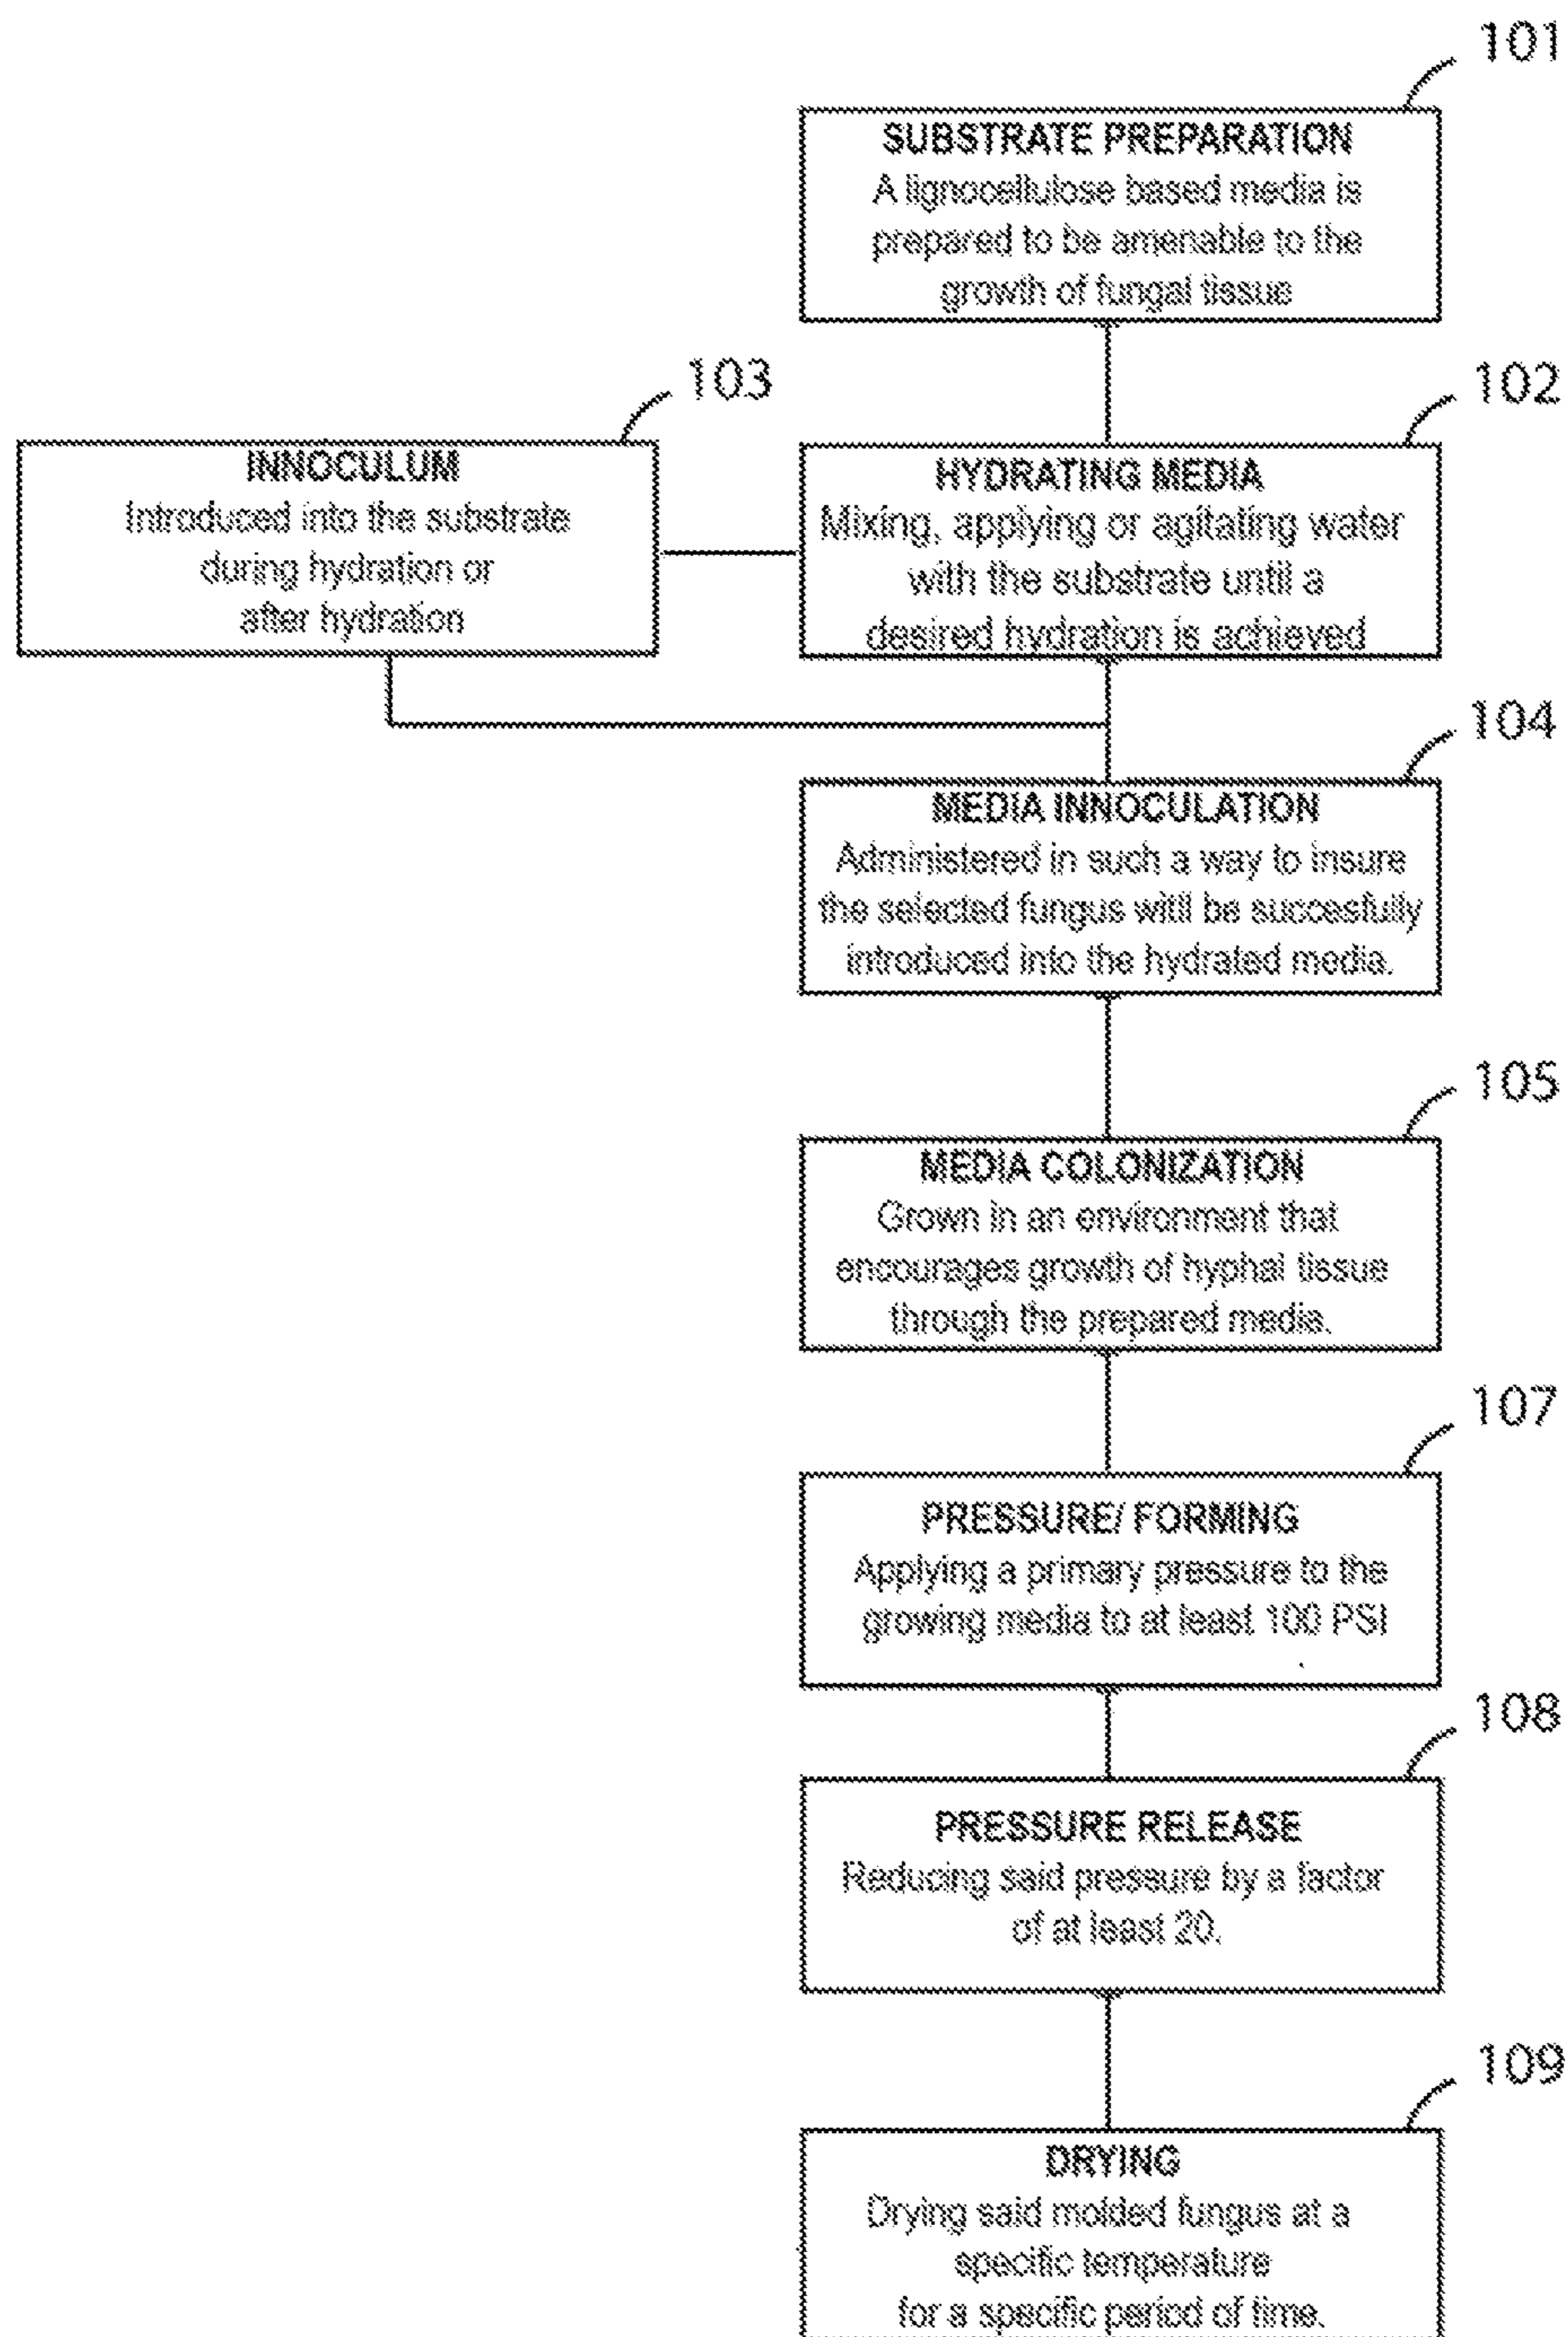 101
SUBSTRATE PREPARATION
A lignocellulose based media is
prepared to be amenable to the
growth of fungal tissue
103
INNOCULUM
Introduced into the substrate
during hydration or
after hydration
102
HYDRATING MEDIA
Mixing, applying or agitating water
with the substrate until a
desired hydration is achieved
104
MEDIA INNOCULATION
Administered in such a way to insure
the selected fungus witll be succesfully
introduced into the hydrated media.
105
MEDIA COLONIZATION
Grown in an environment that
encourages growth of hyphal tissue
through the prepared media.
107
PRESSURE/ FORMING
Applying a primary pressure to the
growing media to at least 100 PSI
108
PRESSURE RELEASE
Reducing said pressure by a factor
of at least 20.
109
DRYING
Drying said molded fungus at a
specific temperature
for a specific period of time.